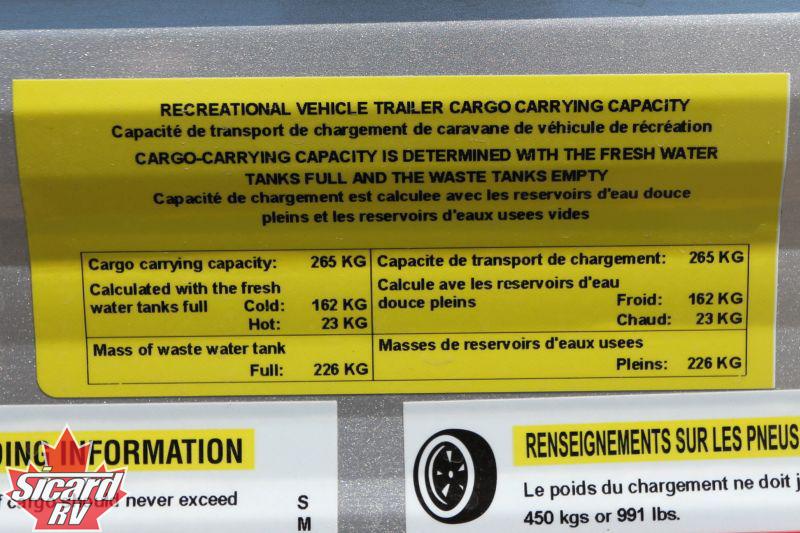 RECREATIONAL VEHICLE TRAILER CARGO CARRYING CAPACITY
Capacité de transport de chargement de caravane de véhicule de récréation
CARGO-CARRYING CAPACITY IS DETERMINED WITH THE FRESH WATER
TANKS FULL AND THE WASTE TANKS EMPTY
Capacité de chargement est calculee avec les reservoirs d'eau douce
pleins et les reservoirs d'eaux usees vides
Cargo carrying capacity: 265 KG
Calculated with the fresh
water tanks full Cold: 162 KG
Hot: 23 KG
Mass of waste water tank
Full: 226 KG
Capacite de transport de chargement: 265 KG
Calcule ave les reservoirs d'eau
douce pleins Froid: 162 KG
Chaud: 23 KG
Masses de reservoirs d'eaux usees
Pleins: 226 KG
INFORMATION
never exceed
S
M
Sicard
RV
RENSEIGNEMENTS SUR LES PNEUS
Le poids du chargement ne doit
450 kgs or 991 lbs.